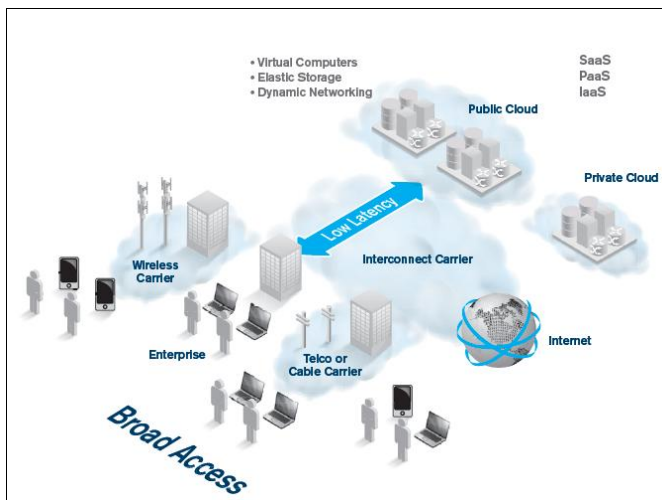 • Virtual Computers
• Elastic Storage
• Dynamic Networking
SaaS
PaaS
IaaS
Public Cloud
Private Cloud
Low Latency
Wireless
Carrier
Interconnect Carrier
Internet
Enterprise
Telco or
Cable Carrier
Broad Access